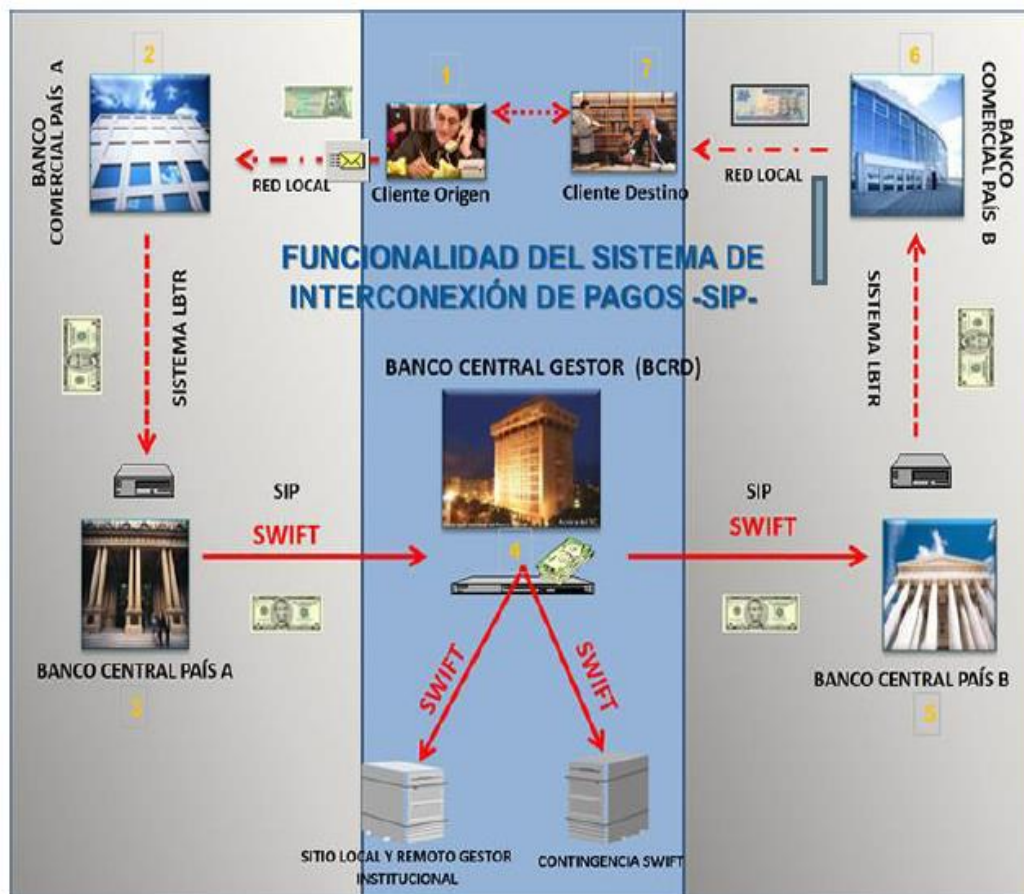 2
1
7
6
BANCO
COMERCIAL PAÍS A
BANCO
COMERCIAL PAÍS B
RED LOCAL
Cliente Origen
Cliente Destino
RED LOCAL
FUNCIONALIDAD DEL SISTEMA DE
INTERCONEXIÓN DE PAGOS -SIP-
SISTEMA LBTR
SISTEMA LBTR
BANCO CENTRAL GESTOR (BCRD)
SIP
SWIFT
SIP
SWIFT
4
BANCO CENTRAL PAÍS A
3
BANCO CENTRAL PAÍS B
5
SWIFT
SWIFT
SITIO LOCAL Y REMOTO GESTOR
INSTITUCIONAL
CONTINGENCIA SWIFT